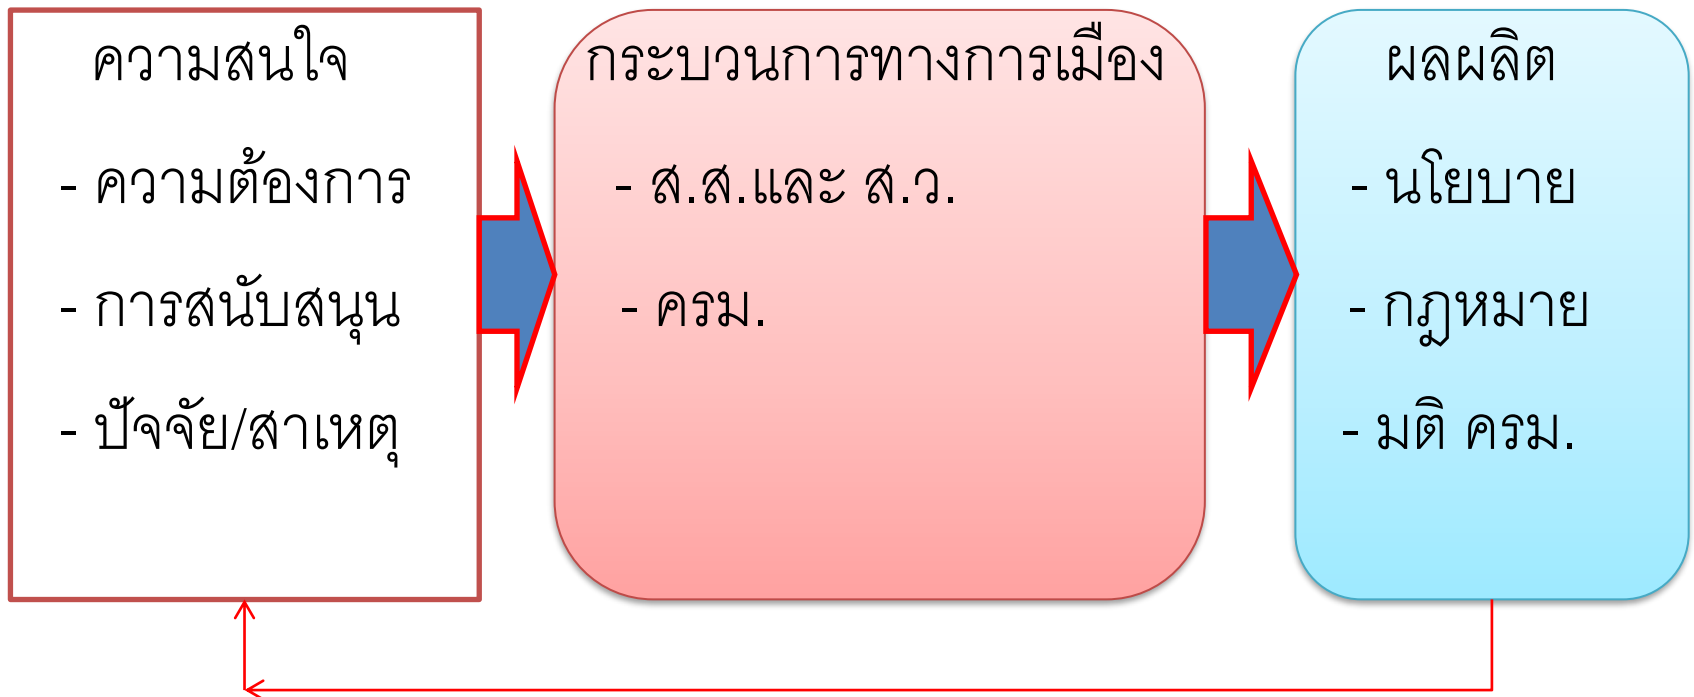 ความสนใจ
- ความต้องการ
- การสนับสนุน
- ปัจจัย/สาเหตุ
กระบวนการทางการเมือง
- ส.ส.และ ส.ว.
- ครม.
ผลผลิต
- นโยบาย
- กฎหมาย
- มติ ครม.